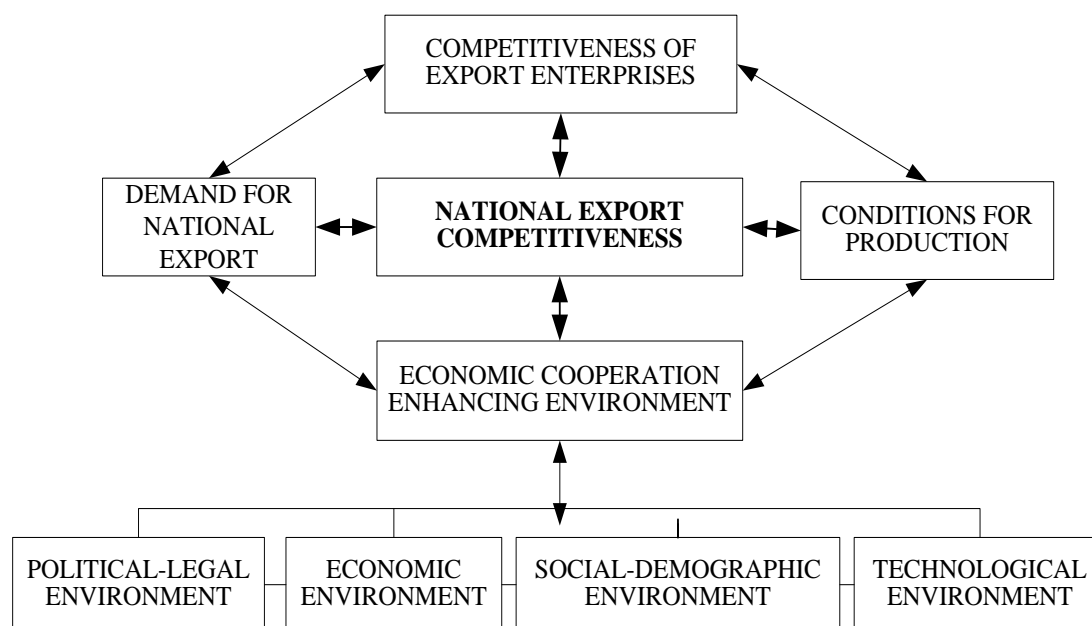 COMPETITIVENESS OF
EXPORT ENTERPRISES
DEMAND FOR
NATIONAL
EXPORT
NATIONAL EXPORT
COMPETITIVENESS
CONDITIONS FOR
PRODUCTION
ECONOMIC COOPERATION
ENHANCING ENVIRONMENT
POLITICAL-LEGAL
ENVIRONMENT
ECONOMIC
ENVIRONMENT
SOCIAL-DEMOGRAPHIC
ENVIRONMENT
TECHNOLOGICAL
ENVIRONMENT